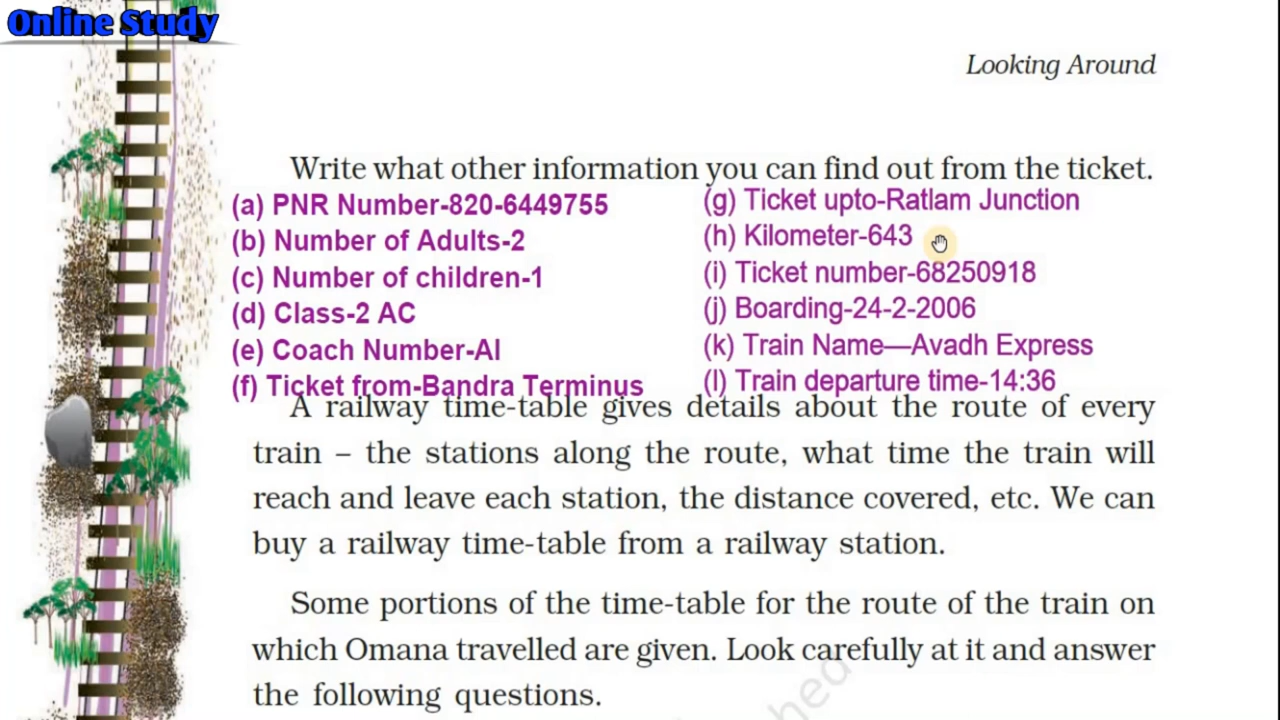 Online Study
Looking Around
Write what other information you can find out from the ticket.
(a) PNR Number-820-6449755
(b) Number of Adults-2
(c) Number of children-1
(d) Class-2 AC
(e) Coach Number-AI
(f) Ticket from-Bandra Terminus
(g) Ticket upto-Ratlam Junction
(h) Kilometer-643
(i) Ticket number-68250918
(j) Boarding-24-2-2006
(k) Train Name—Avadh Express
(l) Train departure time-14:36
A railway time-table gives details about the route of every
train – the stations along the route, what time the train will
reach and leave each station, the distance covered, etc. We can
buy a railway time-table from a railway station.
Some portions of the time-table for the route of the train on
which Omana travelled are given. Look carefully at it and answer
the following questions.